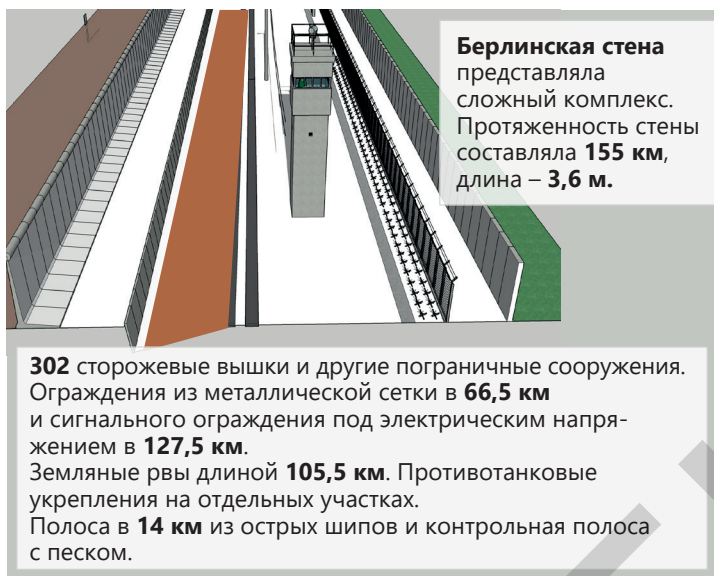 Берлинская стена
представляла
сложный комплекс.
Протяженность стены
составляла 155 км,
длина – 3,6 м.
302 сторожевые вышки и другие пограничные сооружения.
Ограждения из металлической сетки в 66,5 км
и сигнального ограждения под электрическим напря-
жением в 127,5 км.
Земляные рвы длиной 105,5 км. Противотанковые
укрепления на отдельных участках.
Полоса в 14 км из острых шипов и контрольная полоса
с песком.